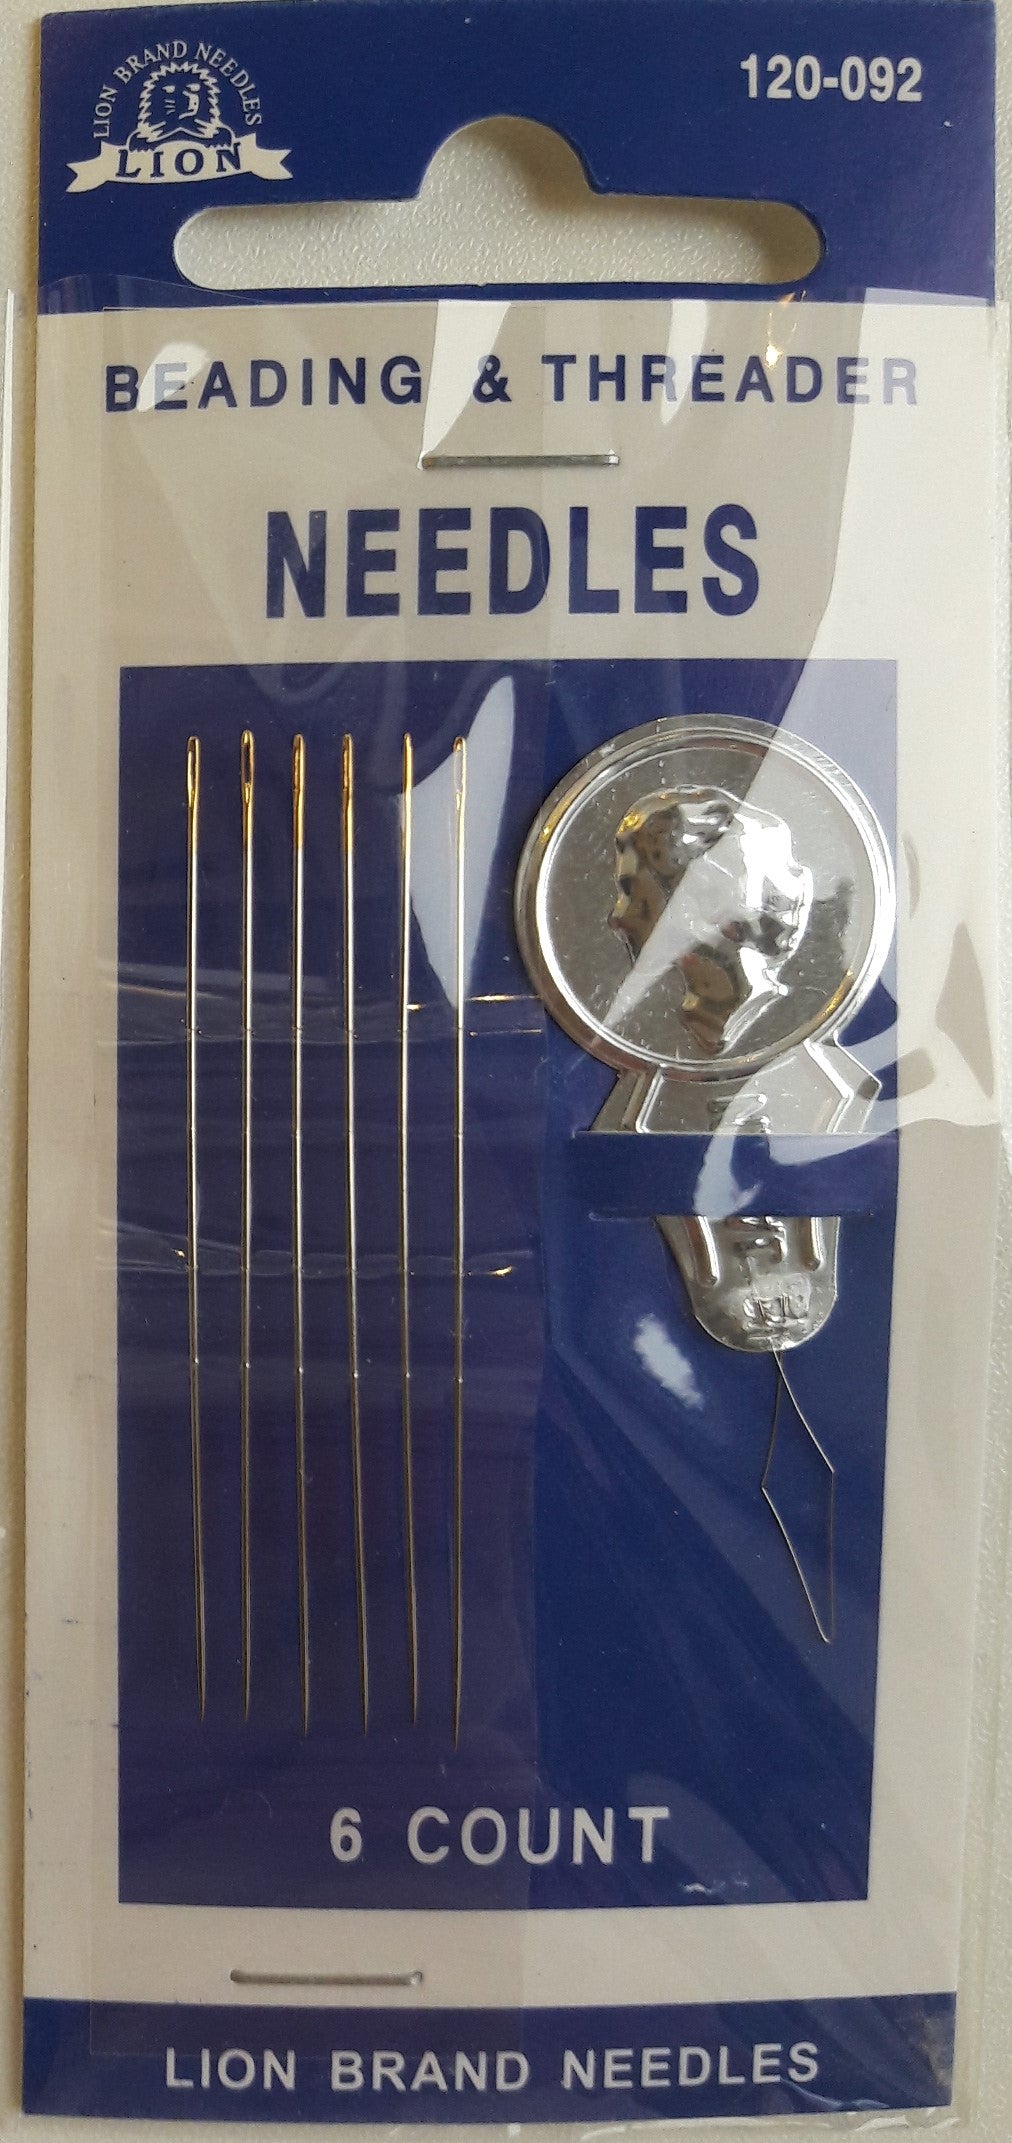 LION BRAND NEEDLES
LION
120-092
BEADING & THREADER
NEEDLES
6 COUNT
LION BRAND NEEDLES